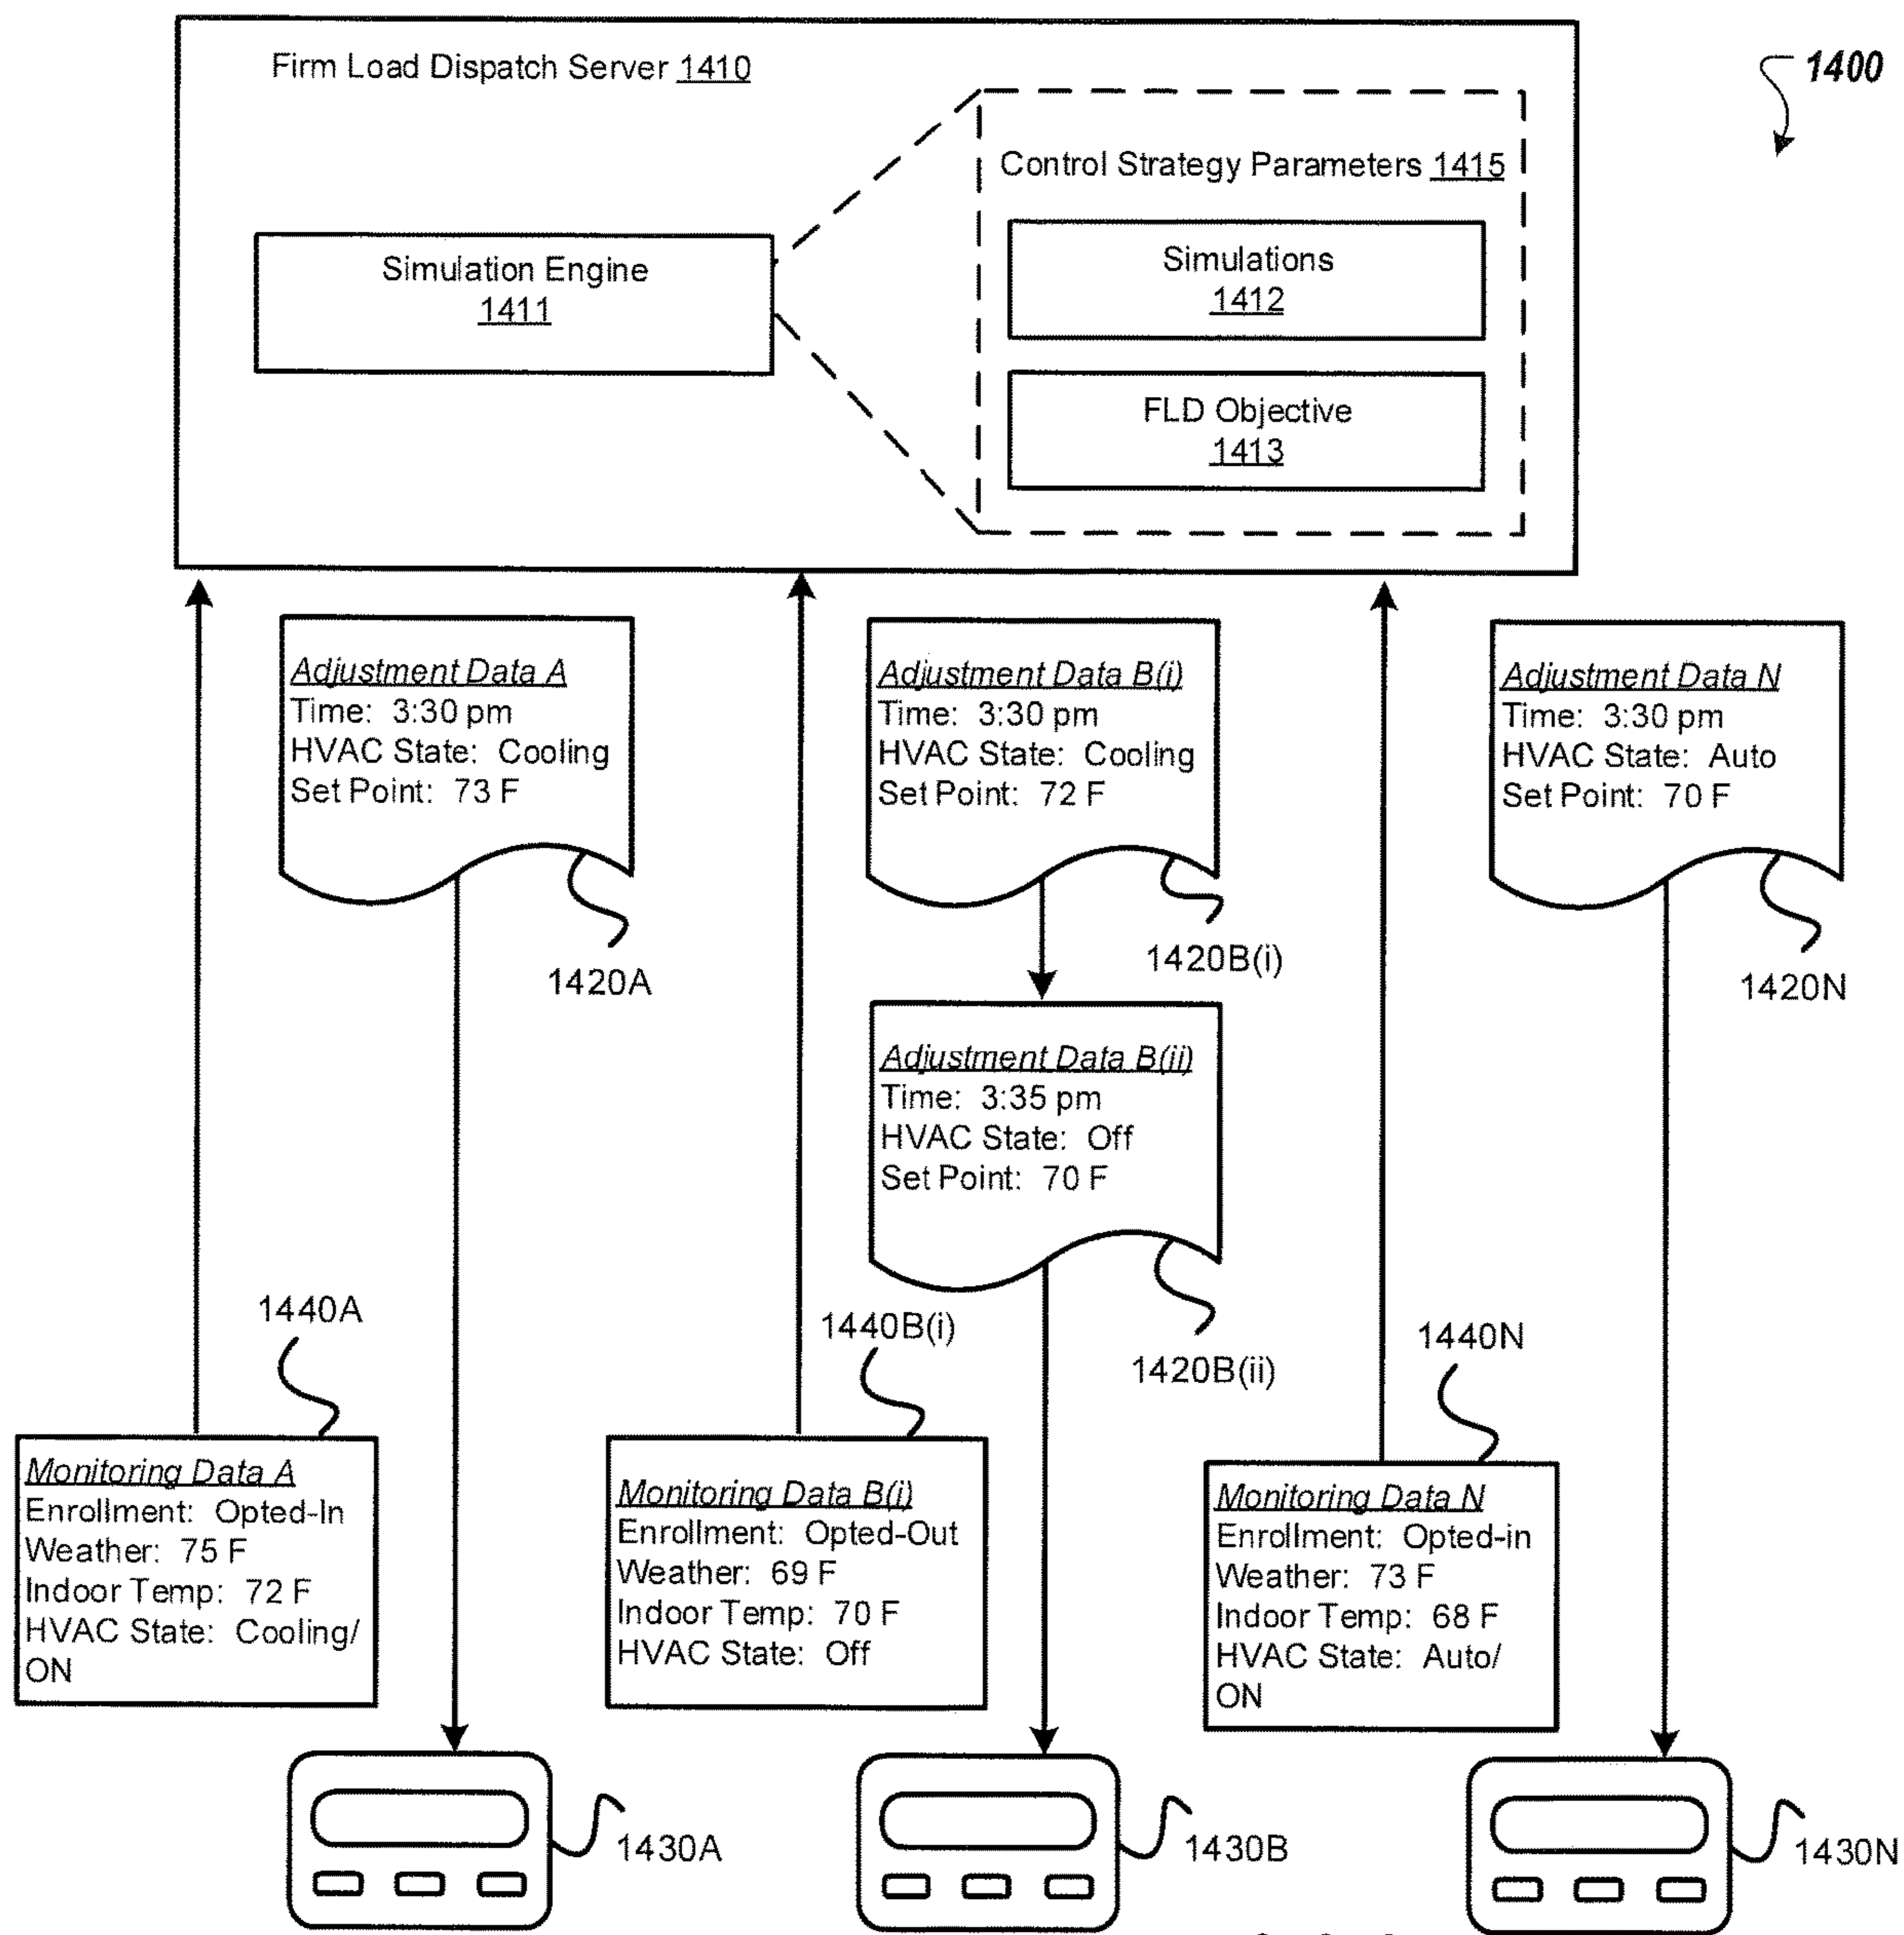 Firm Load Dispatch Server 1410
1400
Control Strategy Parameters 1415
Simulation Engine
1411
Simulations
1412
FLD Objective
1413
Adjustment Data A
Time: 3:30 pm
HVAC State: Cooling
Set Point: 73 F
1420A
Adjustment Data B(i)
Time: 3:30 pm
HVAC State: Cooling
Set Point: 72 F
1420B(i)
Adjustment Data N
Time: 3:30 pm
HVAC State: Auto
Set Point: 70 F
1420N
Adjustment Data B(ii)
Time: 3:35 pm
HVAC State: Off
Set Point: 70 F
1420B(ii)
1440A
Monitoring Data A
Enrollment: Opted-In
Weather: 75 F
Indoor Temp: 72 F
HVAC State: Cooling/
ON
1440B(i)
Monitoring Data B(i)
Enrollment: Opted-Out
Weather: 69 F
Indoor Temp: 70 F
HVAC State: Off
1440N
Monitoring Data N
Enrollment: Opted-in
Weather: 73 F
Indoor Temp: 68 F
HVAC State: Auto/
ON
1430A
1430B
1430N